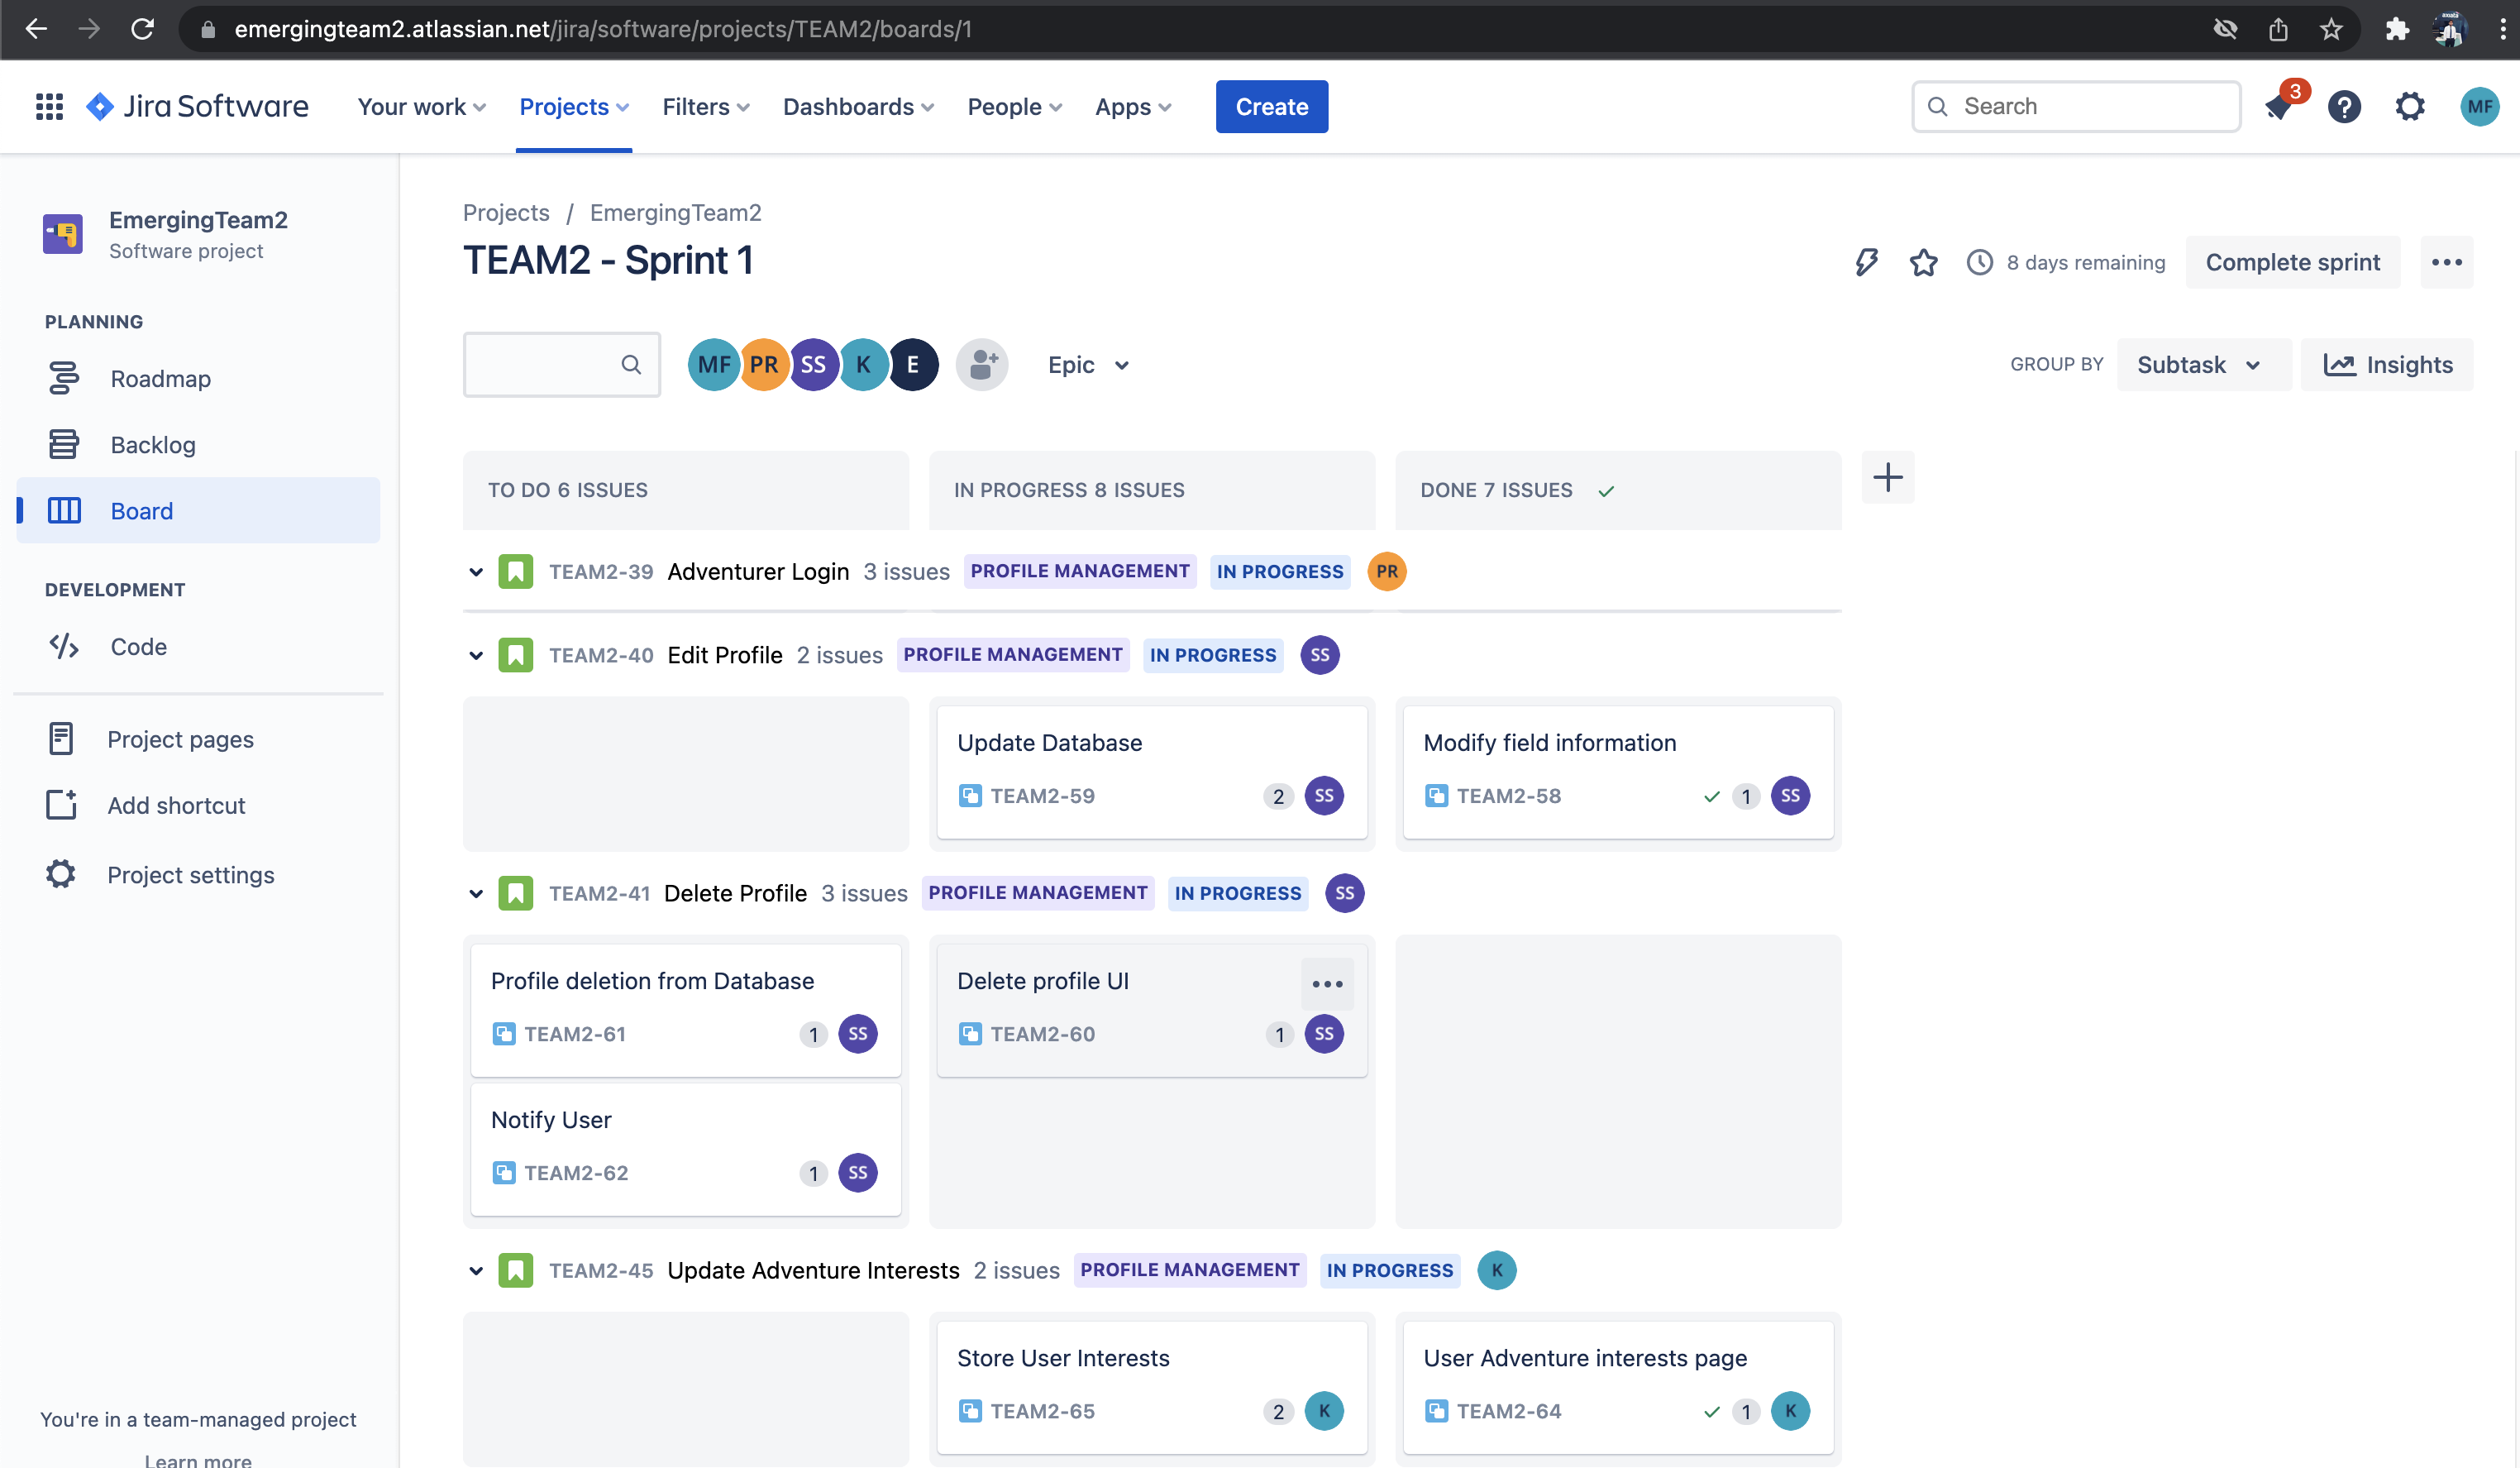 emergingteam2.atlassian.net/jira/software/projects/TEAM2/boards/1
Jira Software Your work Projects Filters Dashboards People Apps Create Search 3 MF
EmergingTeam2
Software project
PLANNING
Roadmap
Backlog
Board
DEVELOPMENT
Code
Project pages
Add shortcut
Project settings
You're in a team-managed project
Learn more
Projects / EmergingTeam2
TEAM2 - Sprint 1
8 days remaining Complete sprint
MF PR SS K E Epic GROUP BY Subtask Insights
TO DO 6 ISSUES IN PROGRESS 8 ISSUES DONE 7 ISSUES
TEAM2-39 Adventurer Login 3 issues PROFILE MANAGEMENT IN PROGRESS PR
TEAM2-40 Edit Profile 2 issues PROFILE MANAGEMENT IN PROGRESS SS
Update Database
TEAM2-59 2 SS
Modify field information
TEAM2-58 1 SS
TEAM2-41 Delete Profile 3 issues PROFILE MANAGEMENT IN PROGRESS SS
Profile deletion from Database
TEAM2-61 1 SS
Notify User
TEAM2-62 1 SS
Delete profile UI
TEAM2-60 1 SS
TEAM2-45 Update Adventure Interests 2 issues PROFILE MANAGEMENT IN PROGRESS K
Store User Interests
TEAM2-65 2 K
User Adventure interests page
TEAM2-64 1 K